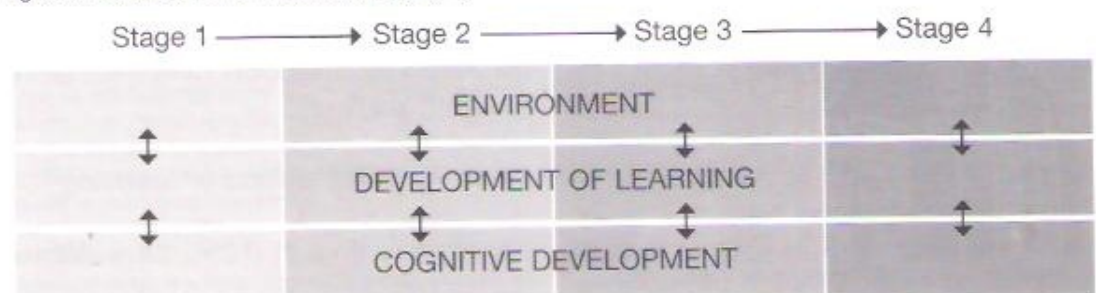 Stage 1 Stage 2 Stage 3 Stage 4
ENVIRONMENT
DEVELOPMENT OF LEARNING
COGNITIVE DEVELOPMENT